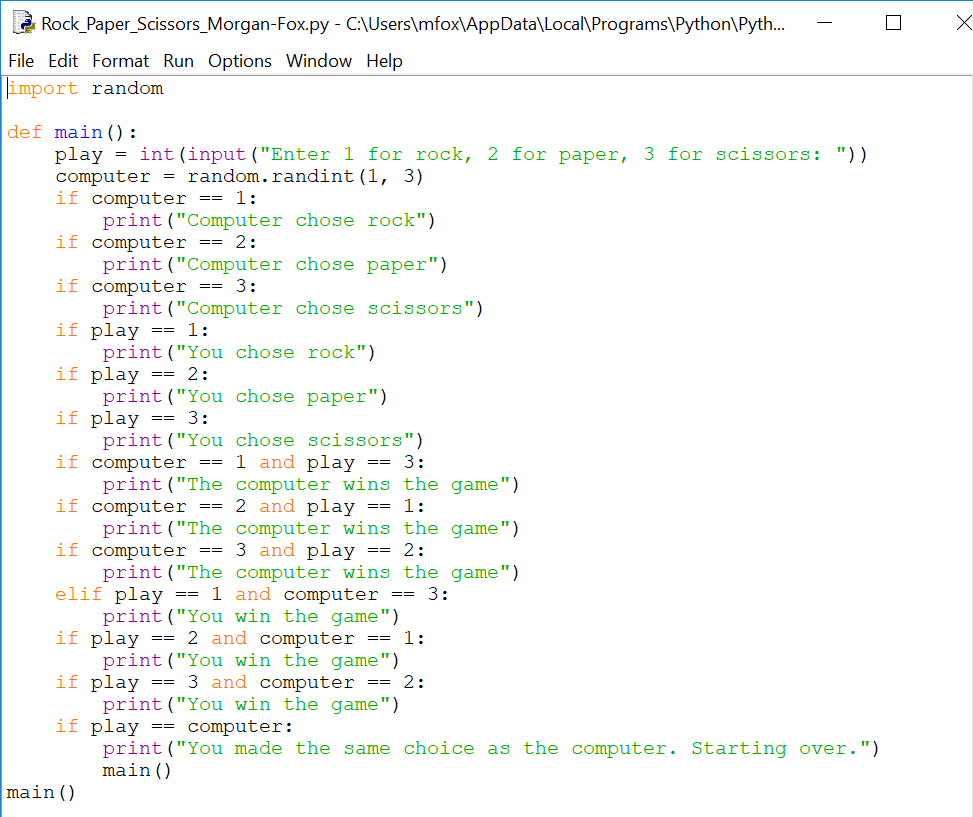 Rock_Paper_Scissors_Morgan-Fox.py - C:\Users\mfox\AppData\Local\Programs\Python\Pyth...
File Edit Format Run Options Window Help
import random

def main():
    play = int(input("Enter 1 for rock, 2 for paper, 3 for scissors: "))
    computer = random.randint(1, 3)
    if computer == 1:
        print("Computer chose rock")
    if computer == 2:
        print("Computer chose paper")
    if computer == 3:
        print("Computer chose scissors")
    if play == 1:
        print("You chose rock")
    if play == 2:
        print("You chose paper")
    if play == 3:
        print("You chose scissors")
    if computer == 1 and play == 3:
        print("The computer wins the game")
    if computer == 2 and play == 1:
        print("The computer wins the game")
    if computer == 3 and play == 2:
        print("The computer wins the game")
    elif play == 1 and computer == 3:
        print("You win the game")
    if play == 2 and computer == 1:
        print("You win the game")
    if play == 3 and computer == 2:
        print("You win the game")
    if play == computer:
        print("You made the same choice as the computer. Starting over.")
        main()
main()